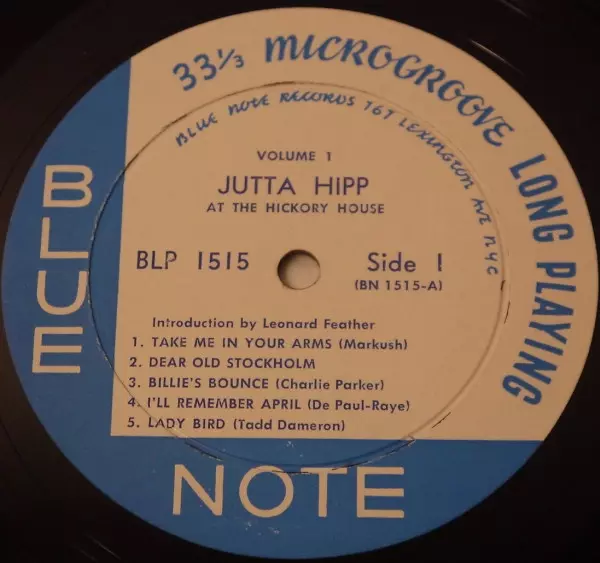 33⅓ MICROGROOVE LONG PLAYING
BLUE NOTE RECORDS 767 LEXINGTON AVE NYC
VOLUME 1
JUTTA HIPP
AT THE HICKORY HOUSE
BLP 1515
Side 1
(BN 1515-A)
Introduction by Leonard Feather
1. TAKE ME IN YOUR ARMS (Markush)
2. DEAR OLD STOCKHOLM
3. BILLIE'S BOUNCE (Charlie Parker)
4. I'LL REMEMBER APRIL (De Paul-Raye)
5. LADY BIRD (Tadd Dameron)
BLUE
NOTE